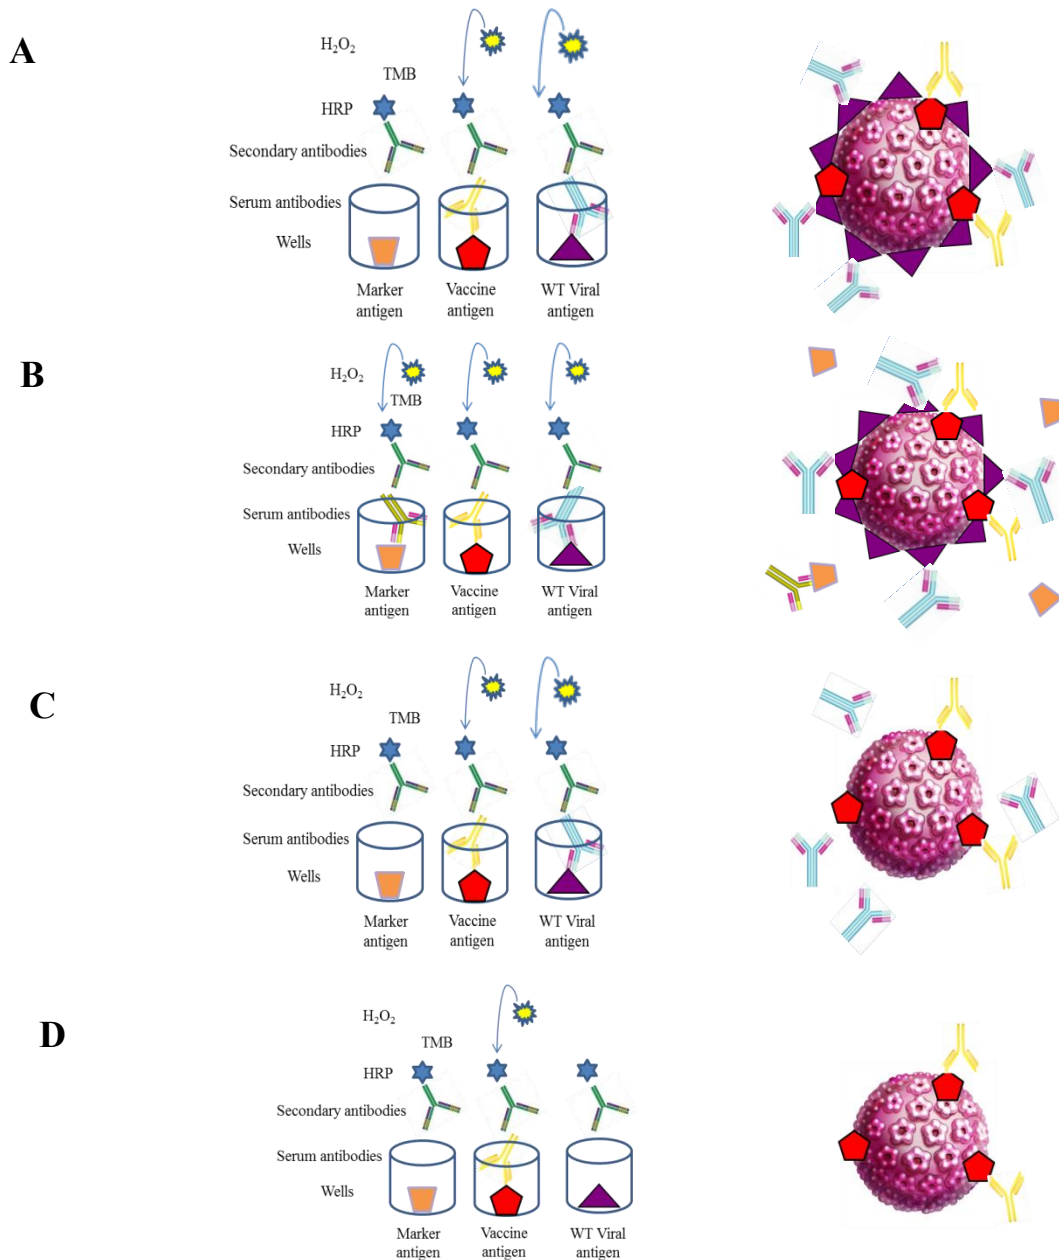 A
H₂O₂
TMB
HRP
Secondary antibodies
Serum antibodies
Wells
Marker antigen
Vaccine antigen
WT Viral antigen
B
H₂O₂
TMB
HRP
Secondary antibodies
Serum antibodies
Wells
Marker antigen
Vaccine antigen
WT Viral antigen
C
H₂O₂
TMB
HRP
Secondary antibodies
Serum antibodies
Wells
Marker antigen
Vaccine antigen
WT Viral antigen
D
H₂O₂
TMB
HRP
Secondary antibodies
Serum antibodies
Wells
Marker antigen
Vaccine antigen
WT Viral antigen